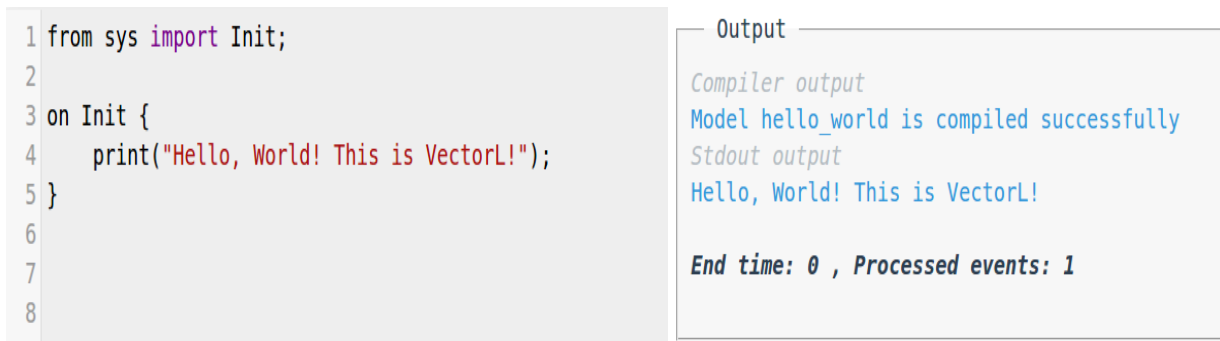 1 from sys import Init;
2
3 on Init {
4     print("Hello, World! This is VectorL!");
5 }
6
7
8
Output
Compiler output
Model hello_world is compiled successfully
Stdout output
Hello, World! This is VectorL!
End time: 0 , Processed events: 1